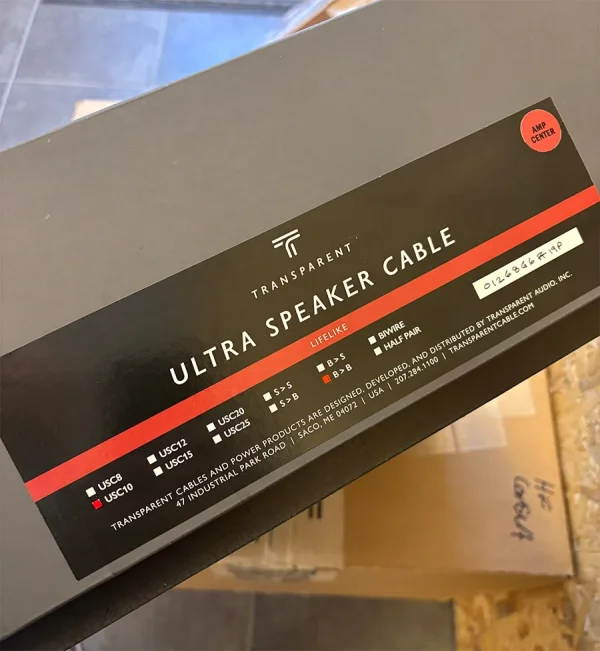 AMP
CENTER
TRANSPARENT
ULTRA SPEAKER CABLE
LIFELIKE
USC8
USC10
USC12
USC15
USC20
USC25
S>S
S>B
B>S
B>B
BIWIRE
HALF PAIR
TRANSPARENT CABLES AND POWER PRODUCTS ARE DESIGNED, DEVELOPED, AND DISTRIBUTED BY TRANSPARENT AUDIO, INC.
47 INDUSTRIAL PARK ROAD | SACO, ME 04072 | USA | 207.284.1100 | TRANSPARENTCABLE.COM